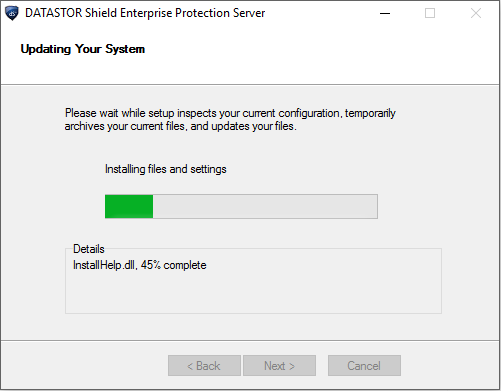 DATASTOR Shield Enterprise Protection Server
Updating Your System
Please wait while setup inspects your current configuration, temporarily
archives your current files, and updates your files.
Installing files and settings
Details
InstallHelp.dll, 45% complete
< Back
Next >
Cancel